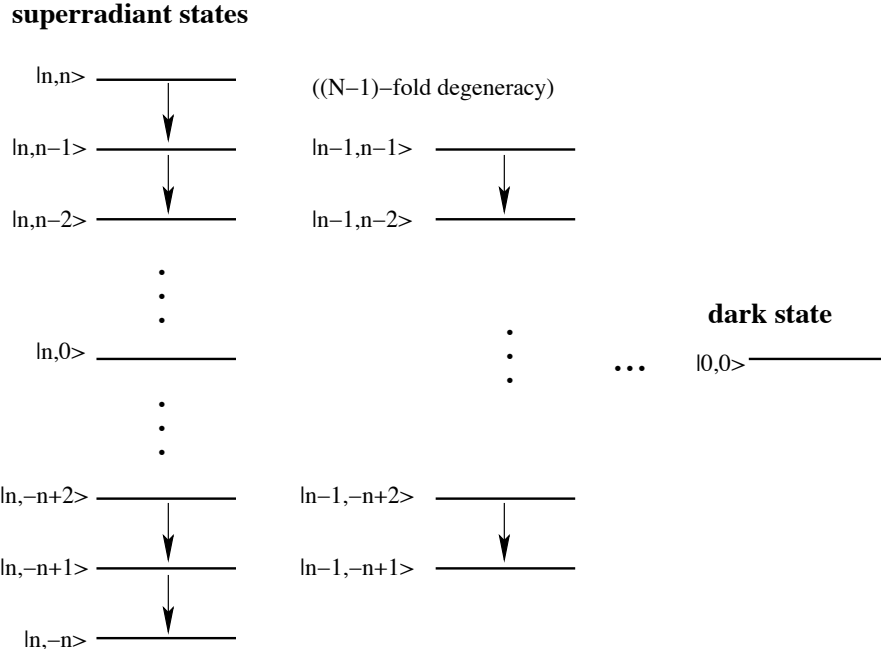 superradiant states
|n,n>
((N−1)−fold degeneracy)
|n,n−1>
|n−1,n−1>
|n,n−2>
|n−1,n−2>
dark state
|n,0>
...
|0,0>
|n,−n+2>
|n−1,−n+2>
|n,−n+1>
|n−1,−n+1>
|n,−n>